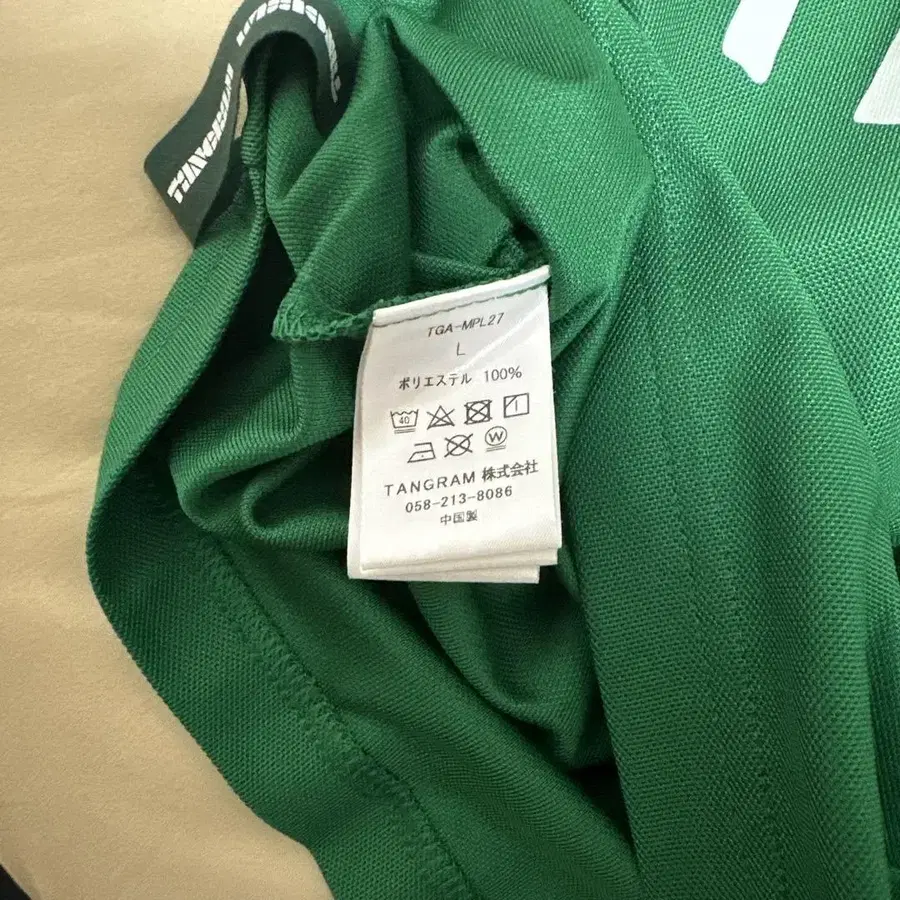 TGA-MPL27
L
ポリエステル 100%
40
W
TANGRAM 株式会社
058-213-8086
中国製